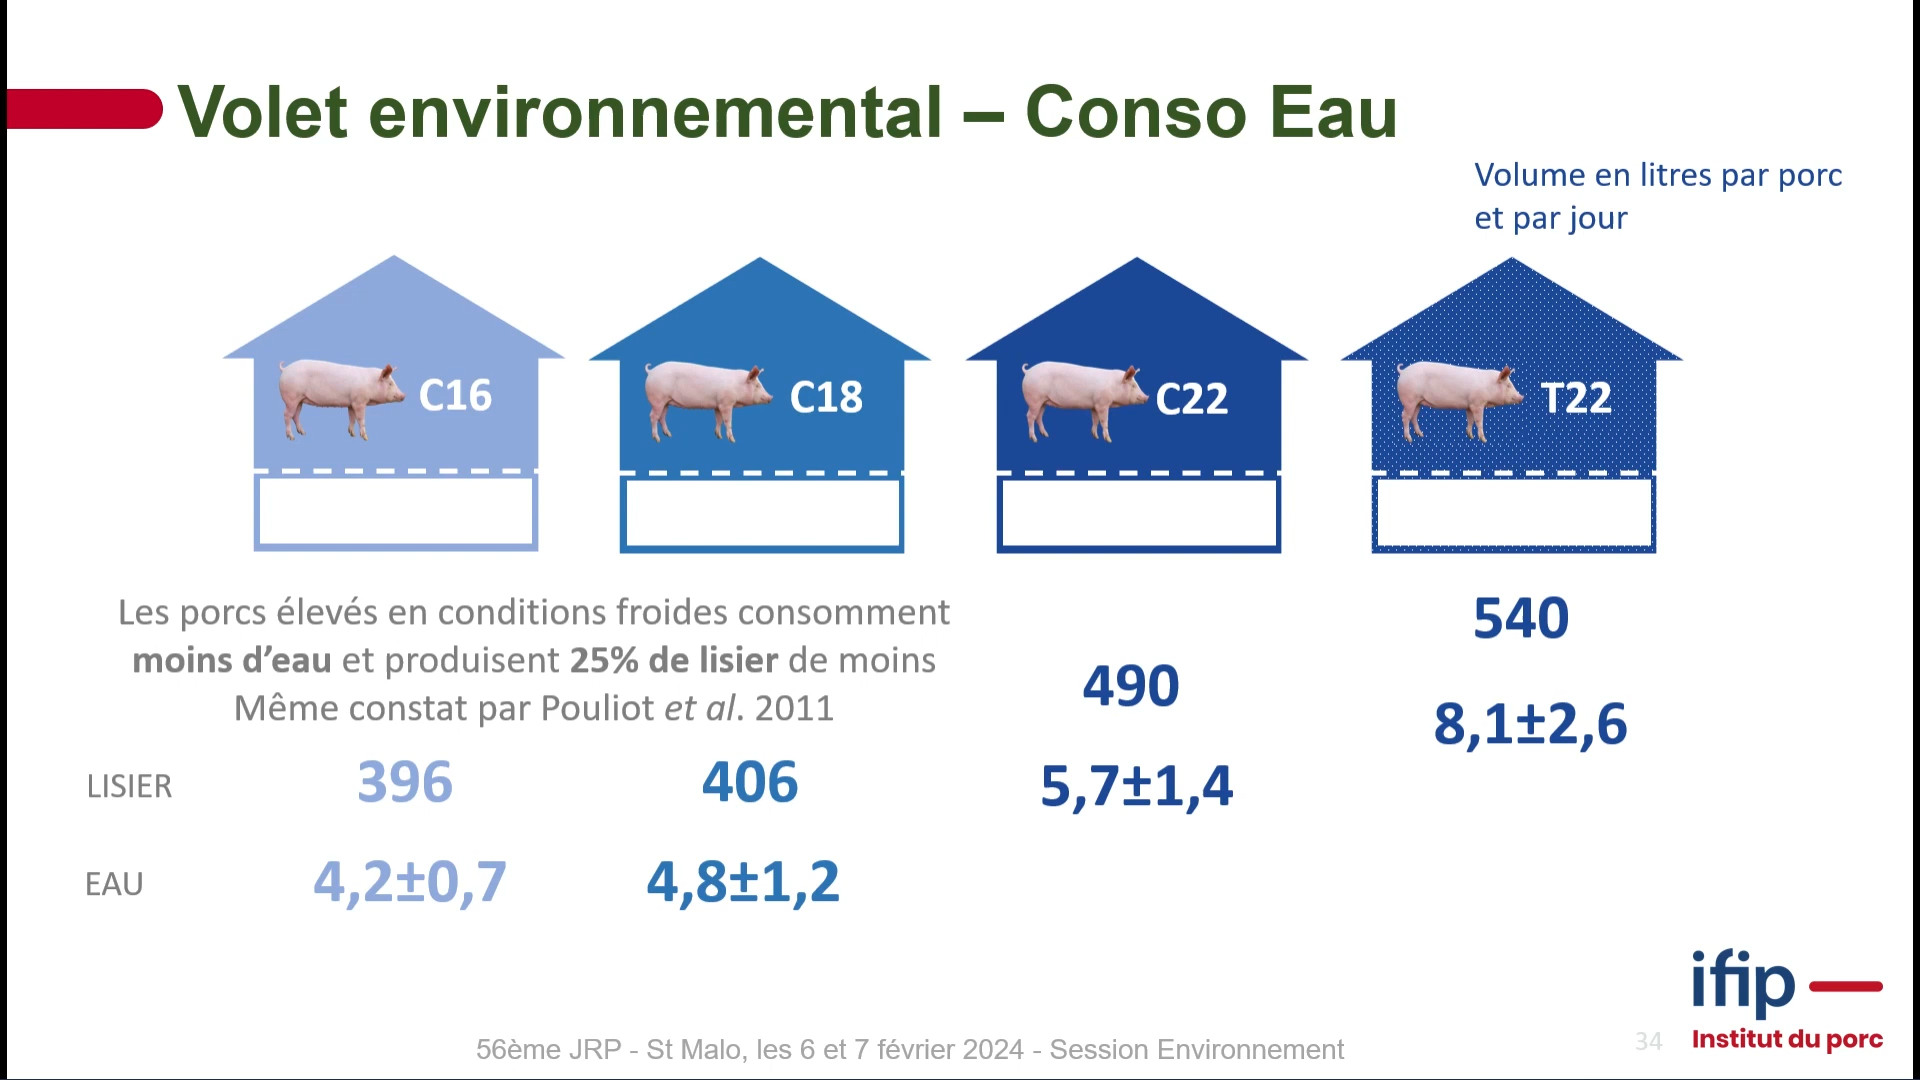 Volet environnemental – Conso Eau
Volume en litres par porc
et par jour
C16
C18
C22
T22
Les porcs élevés en conditions froides consomment
moins d’eau et produisent 25% de lisier de moins
Même constat par Pouliot et al. 2011
540
490
8,1±2,6
LISIER
396
406
5,7±1,4
EAU
4,2±0,7
4,8±1,2
ifip
Institut du porc
56ème JRP - St Malo, les 6 et 7 février 2024 - Session Environnement
34